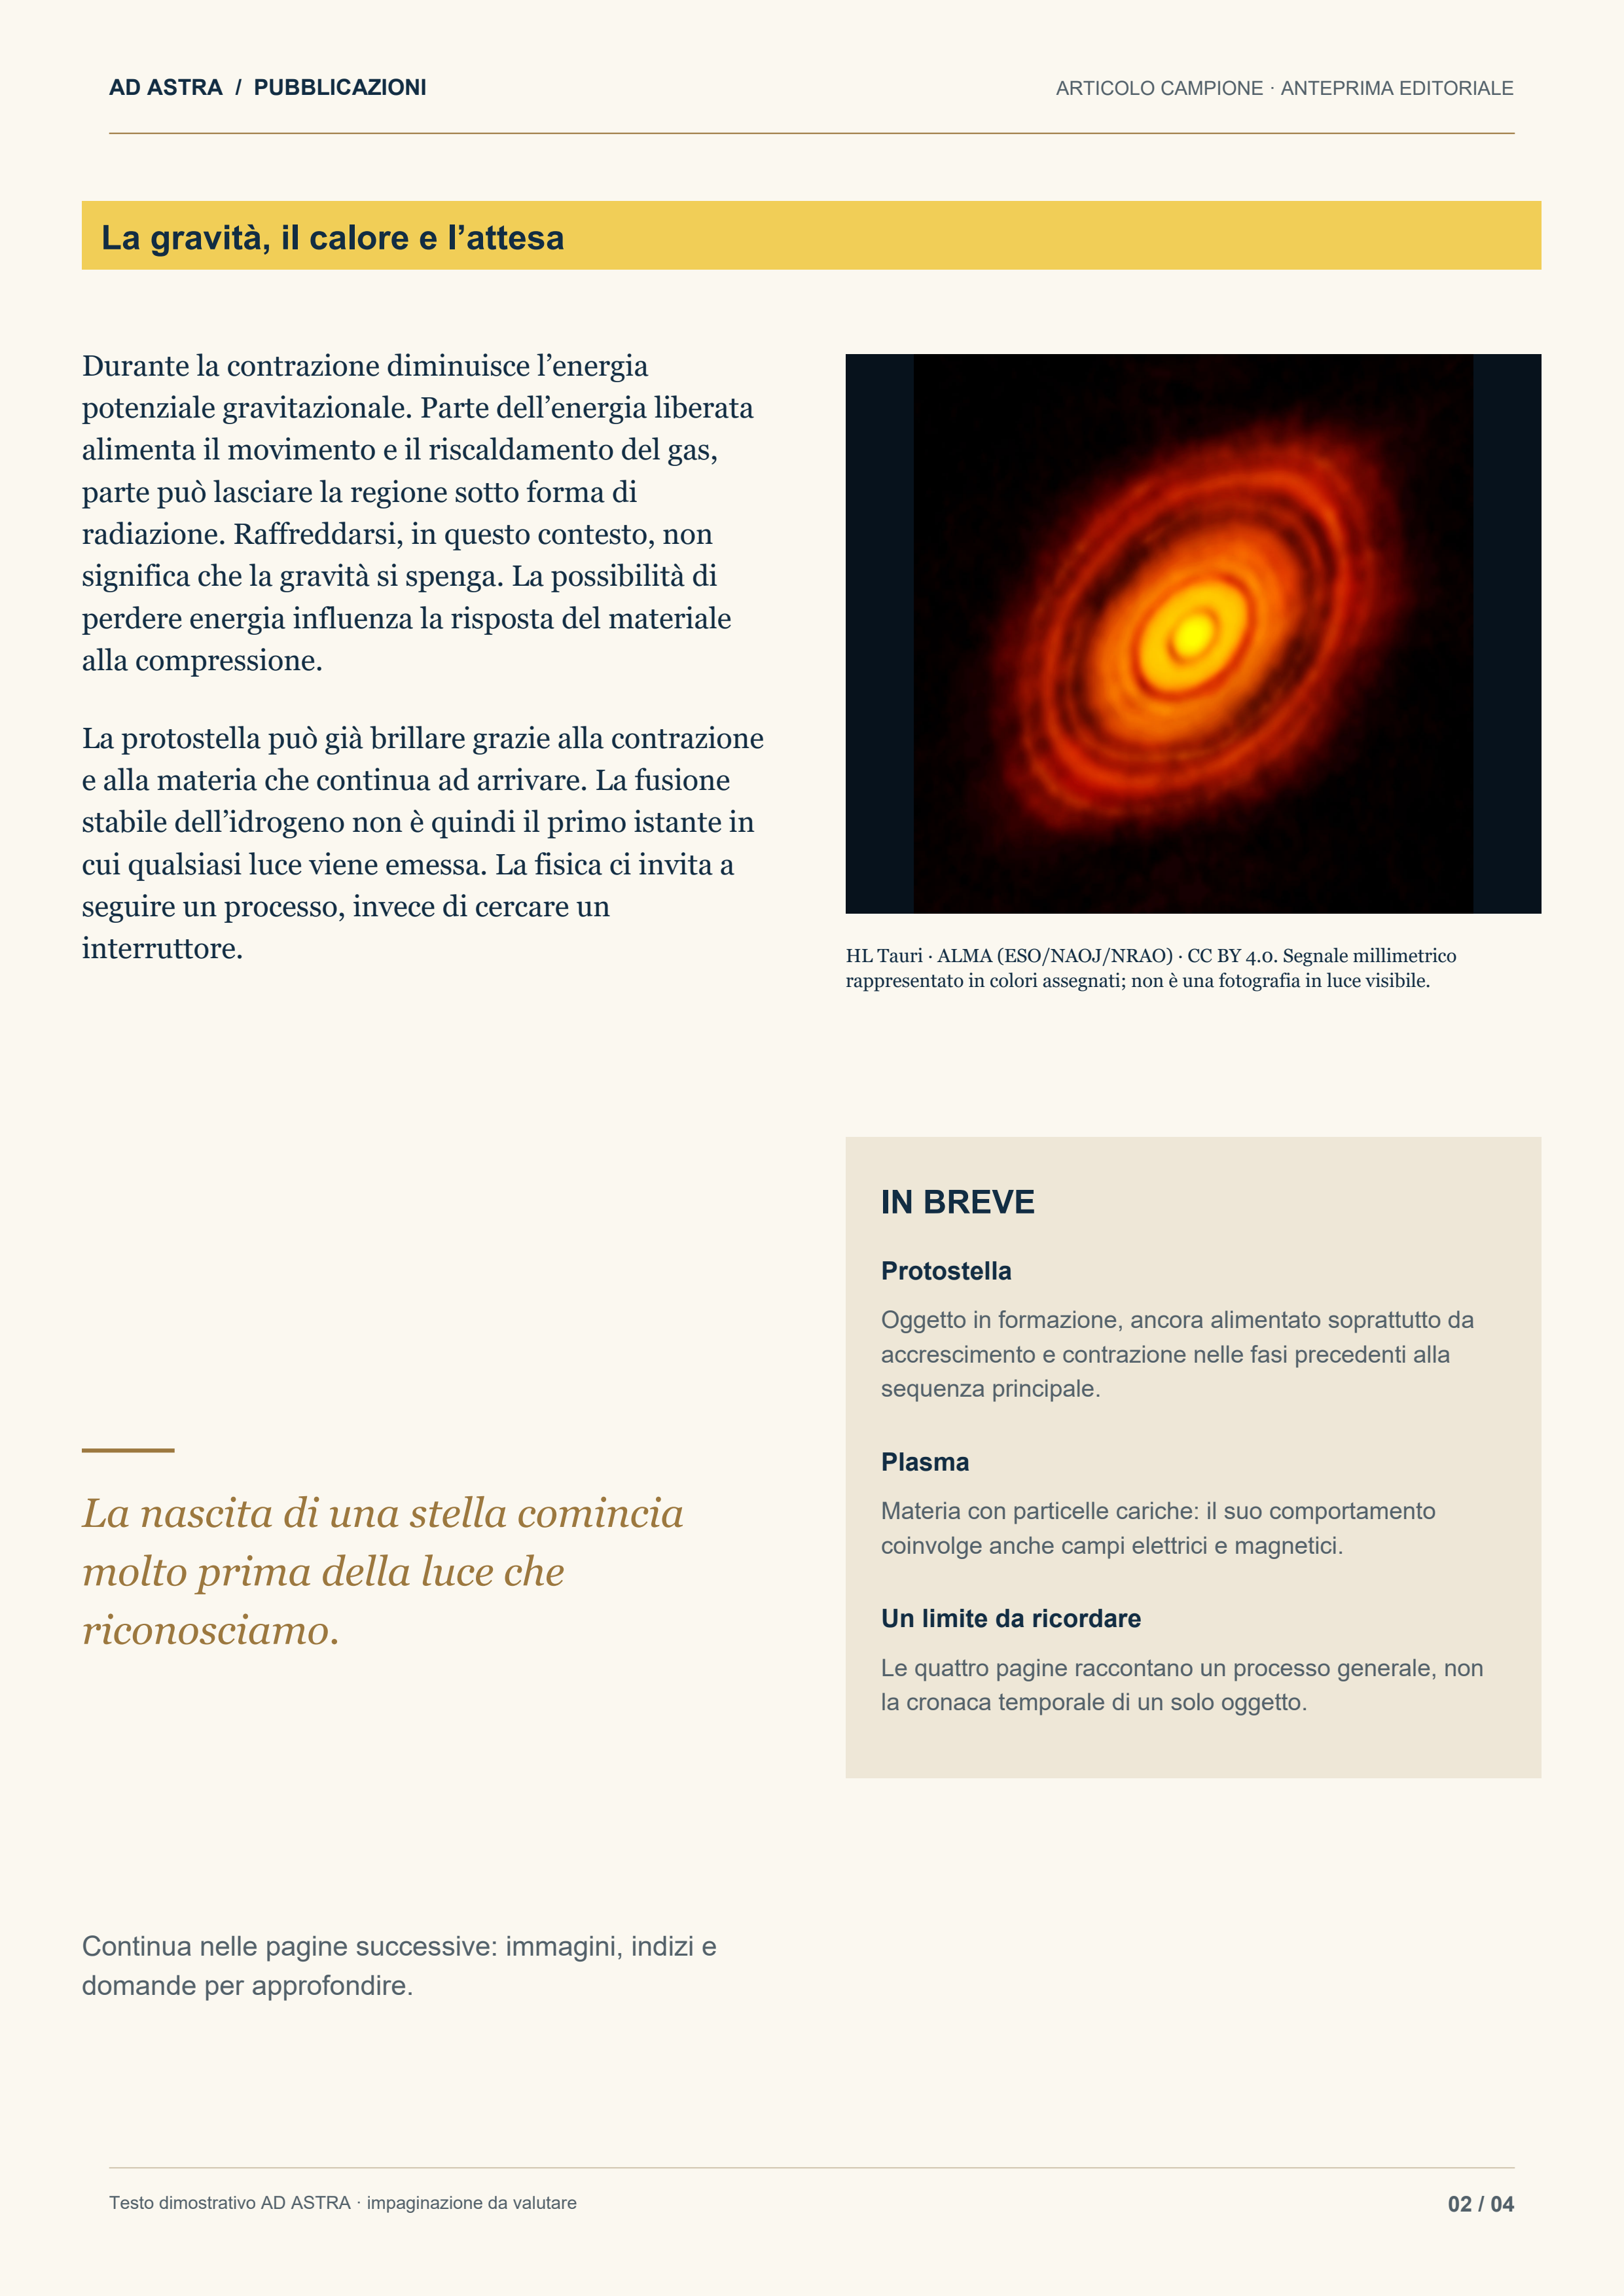 AD ASTRA / PUBBLICAZIONI
ARTICOLO CAMPIONE · ANTEPRIMA EDITORIALE
La gravità, il calore e l’attesa
Durante la contrazione diminuisce l’energia
potenziale gravitazionale. Parte dell’energia liberata
alimenta il movimento e il riscaldamento del gas,
parte può lasciare la regione sotto forma di
radiazione. Raffreddarsi, in questo contesto, non
significa che la gravità si spenga. La possibilità di
perdere energia influenza la risposta del materiale
alla compressione.
La protostella può già brillare grazie alla contrazione
e alla materia che continua ad arrivare. La fusione
stabile dell’idrogeno non è quindi il primo istante in
cui qualsiasi luce viene emessa. La fisica ci invita a
seguire un processo, invece di cercare un
interruttore.
HL Tauri · ALMA (ESO/NAOJ/NRAO) · CC BY 4.0. Segnale millimetrico
rappresentato in colori assegnati; non è una fotografia in luce visibile.
La nascita di una stella comincia
molto prima della luce che
riconosciamo.
IN BREVE
Protostella
Oggetto in formazione, ancora alimentato soprattutto da
accrescimento e contrazione nelle fasi precedenti alla
sequenza principale.
Plasma
Materia con particelle cariche: il suo comportamento
coinvolge anche campi elettrici e magnetici.
Un limite da ricordare
Le quattro pagine raccontano un processo generale, non
la cronaca temporale di un solo oggetto.
Continua nelle pagine successive: immagini, indizi e
domande per approfondire.
Testo dimostrativo AD ASTRA · impaginazione da valutare
02 / 04